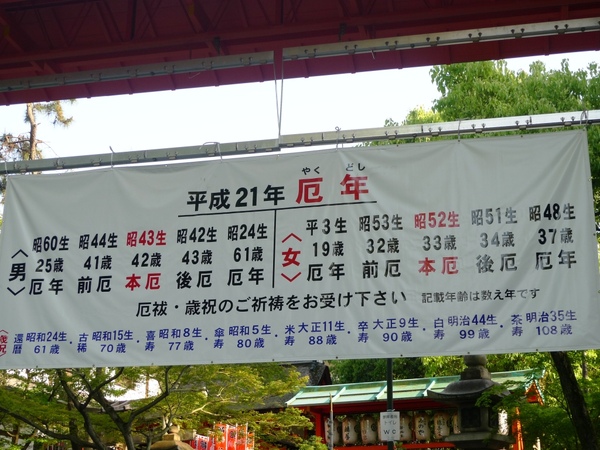 やく どし
平成21年 厄年
〈男〉 昭60生 昭44生 昭43生 昭42生 昭24生 〈女〉 平3生 昭53生 昭52生 昭51生 昭48生
25歳 41歳 42歳 43歳 61歳 19歳 32歳 33歳 34歳 37歳
厄年 前厄 本厄 後厄 厄年 厄年 前厄 本厄 後厄 厄年
厄祓・歳祝のご祈祷をお受け下さい 記載年齢は数え年です
〈歳祝〉 還暦 昭和24生 61歳・古稀 昭和15生 70歳・喜寿 昭和8生 77歳・傘寿 昭和5生 80歳・米寿 大正11生 88歳・卒寿 大正9生 90歳・白寿 明治44生 99歳・茶寿 明治35生 108歳
トイレ
WC